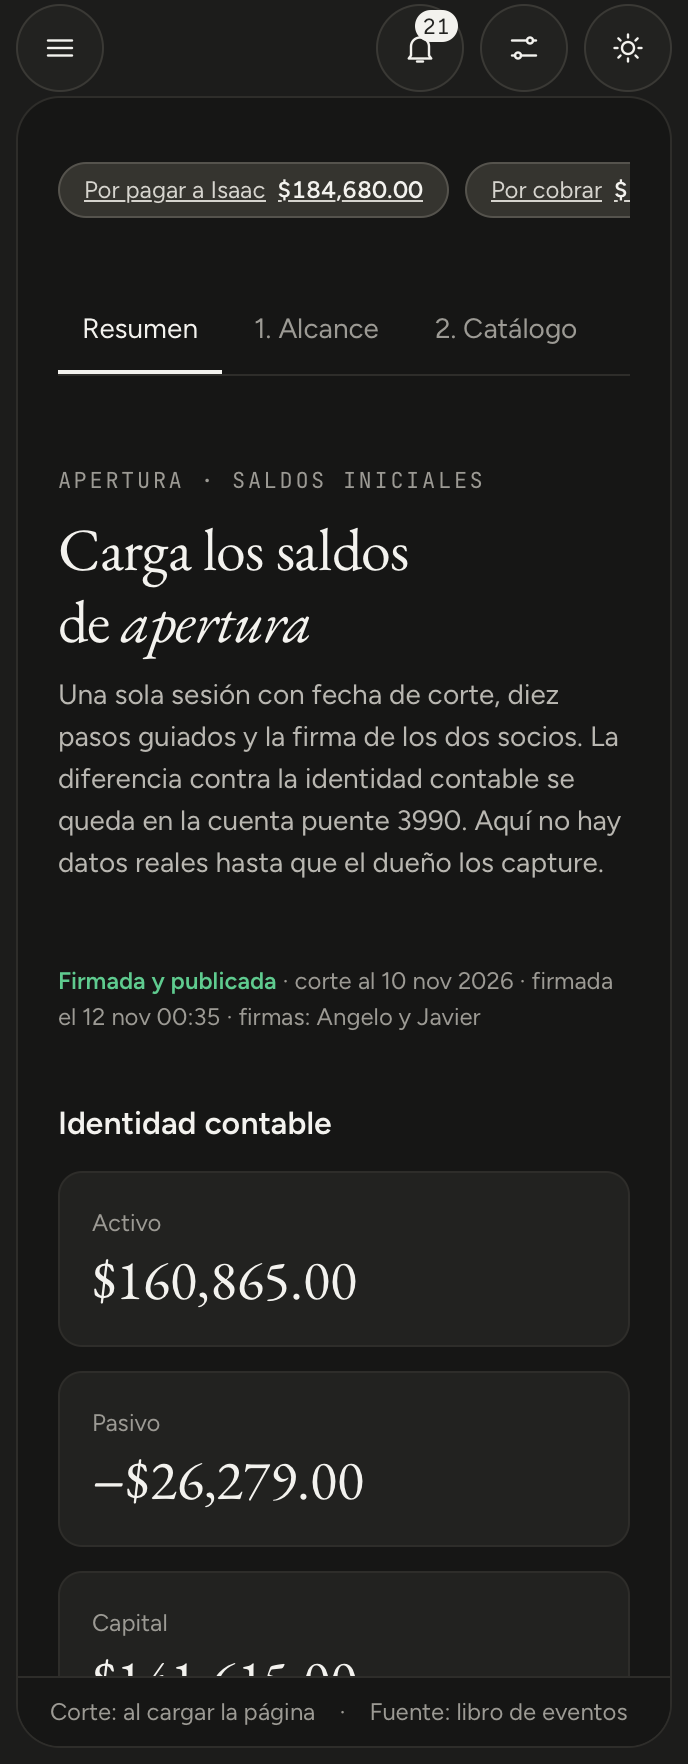 21
Por pagar a Isaac $184,680.00
Por cobrar $
Resumen
1. Alcance
2. Catálogo
APERTURA · SALDOS INICIALES
Carga los saldos
de apertura
Una sola sesión con fecha de corte, diez
pasos guiados y la firma de los dos socios. La
diferencia contra la identidad contable se
queda en la cuenta puente 3990. Aquí no hay
datos reales hasta que el dueño los capture.
Firmada y publicada · corte al 10 nov 2026 · firmada
el 12 nov 00:35 · firmas: Angelo y Javier
Identidad contable
Activo
$160,865.00
Pasivo
–$26,279.00
Capital
Corte: al cargar la página · Fuente: libro de eventos